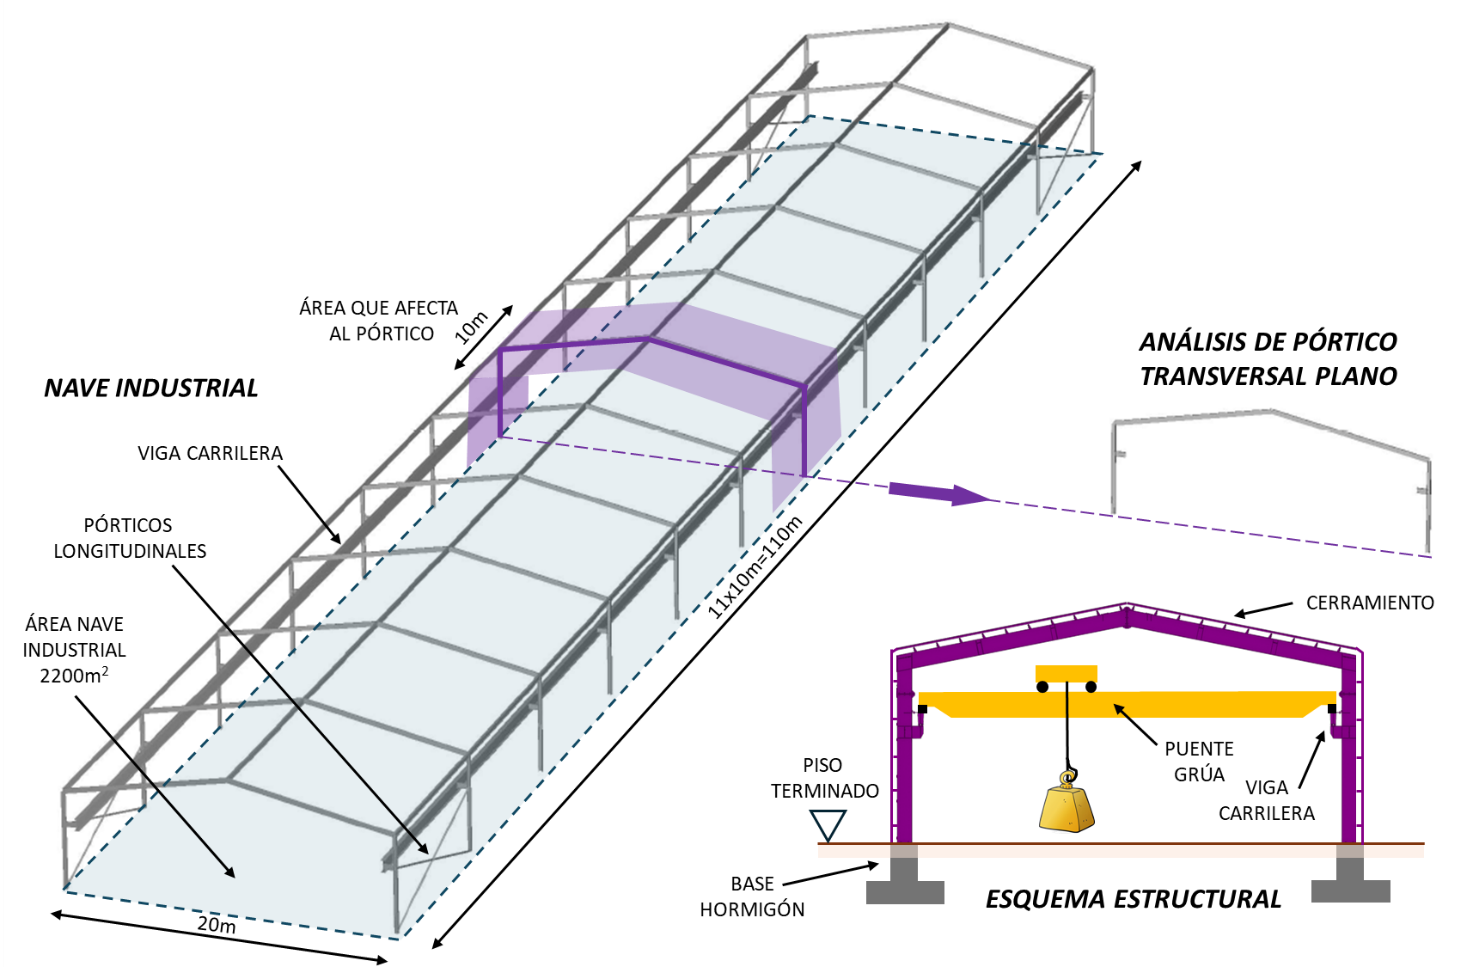 ÁREA QUE AFECTA
AL PÓRTICO
10m
NAVE INDUSTRIAL
VIGA CARRILERA
PÓRTICOS
LONGITUDINALES
ÁREA NAVE
INDUSTRIAL
2200m²
20m
11x10m=110m
ANÁLISIS DE PÓRTICO
TRANSVERSAL PLANO
CERRAMIENTO
PISO
TERMINADO
PUENTE
GRÚA
VIGA
CARRILERA
BASE
HORMIGÓN
ESQUEMA ESTRUCTURAL